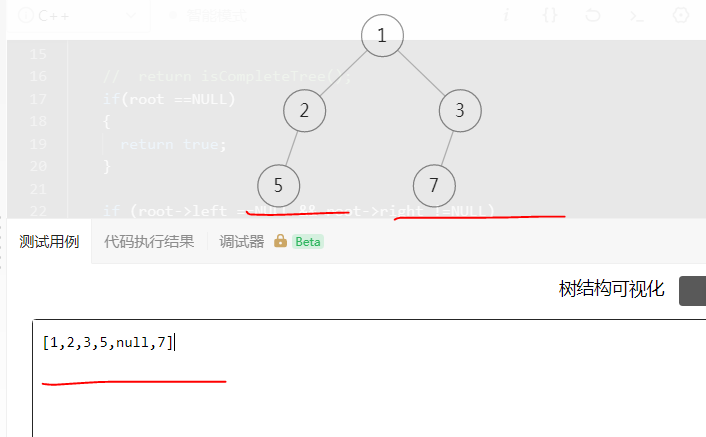 C++
智能模式
1
15
16 // return isCompleteTree(
17 if(root ==NULL)
2
3
18 {
19 return true;
20 }
5
7
21
22 if (root->left ==NULL && root->right !=NULL)
测试用例 代码执行结果 调试器 Beta
树结构可视化
[1,2,3,5,null,7]